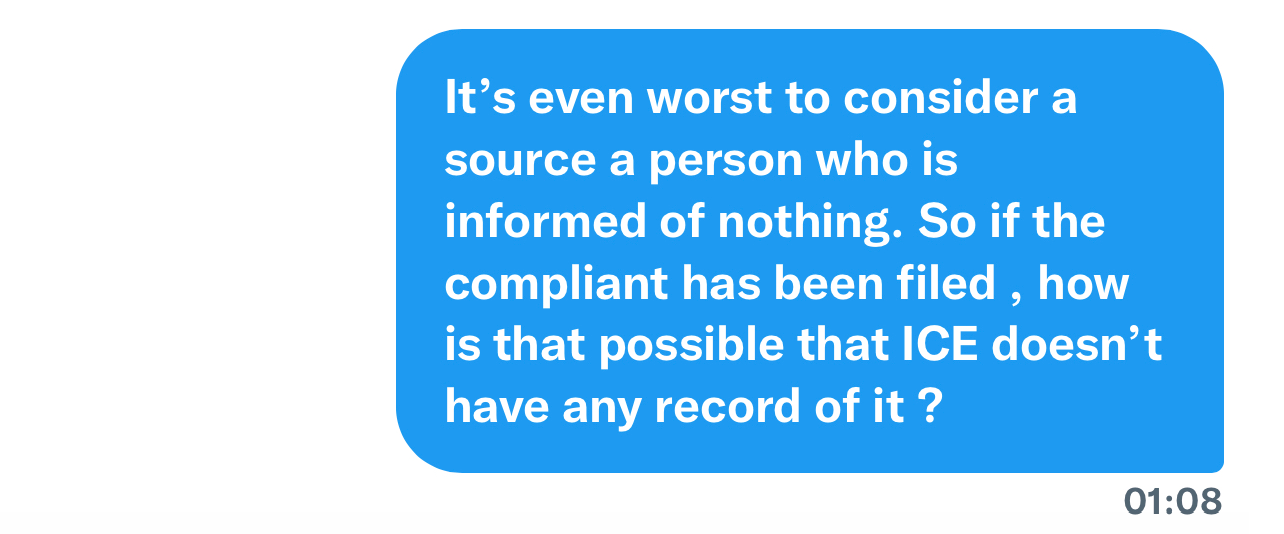 It’s even worst to consider a
source a person who is
informed of nothing. So if the
compliant has been filed , how
is that possible that ICE doesn’t
have any record of it ?
01:08